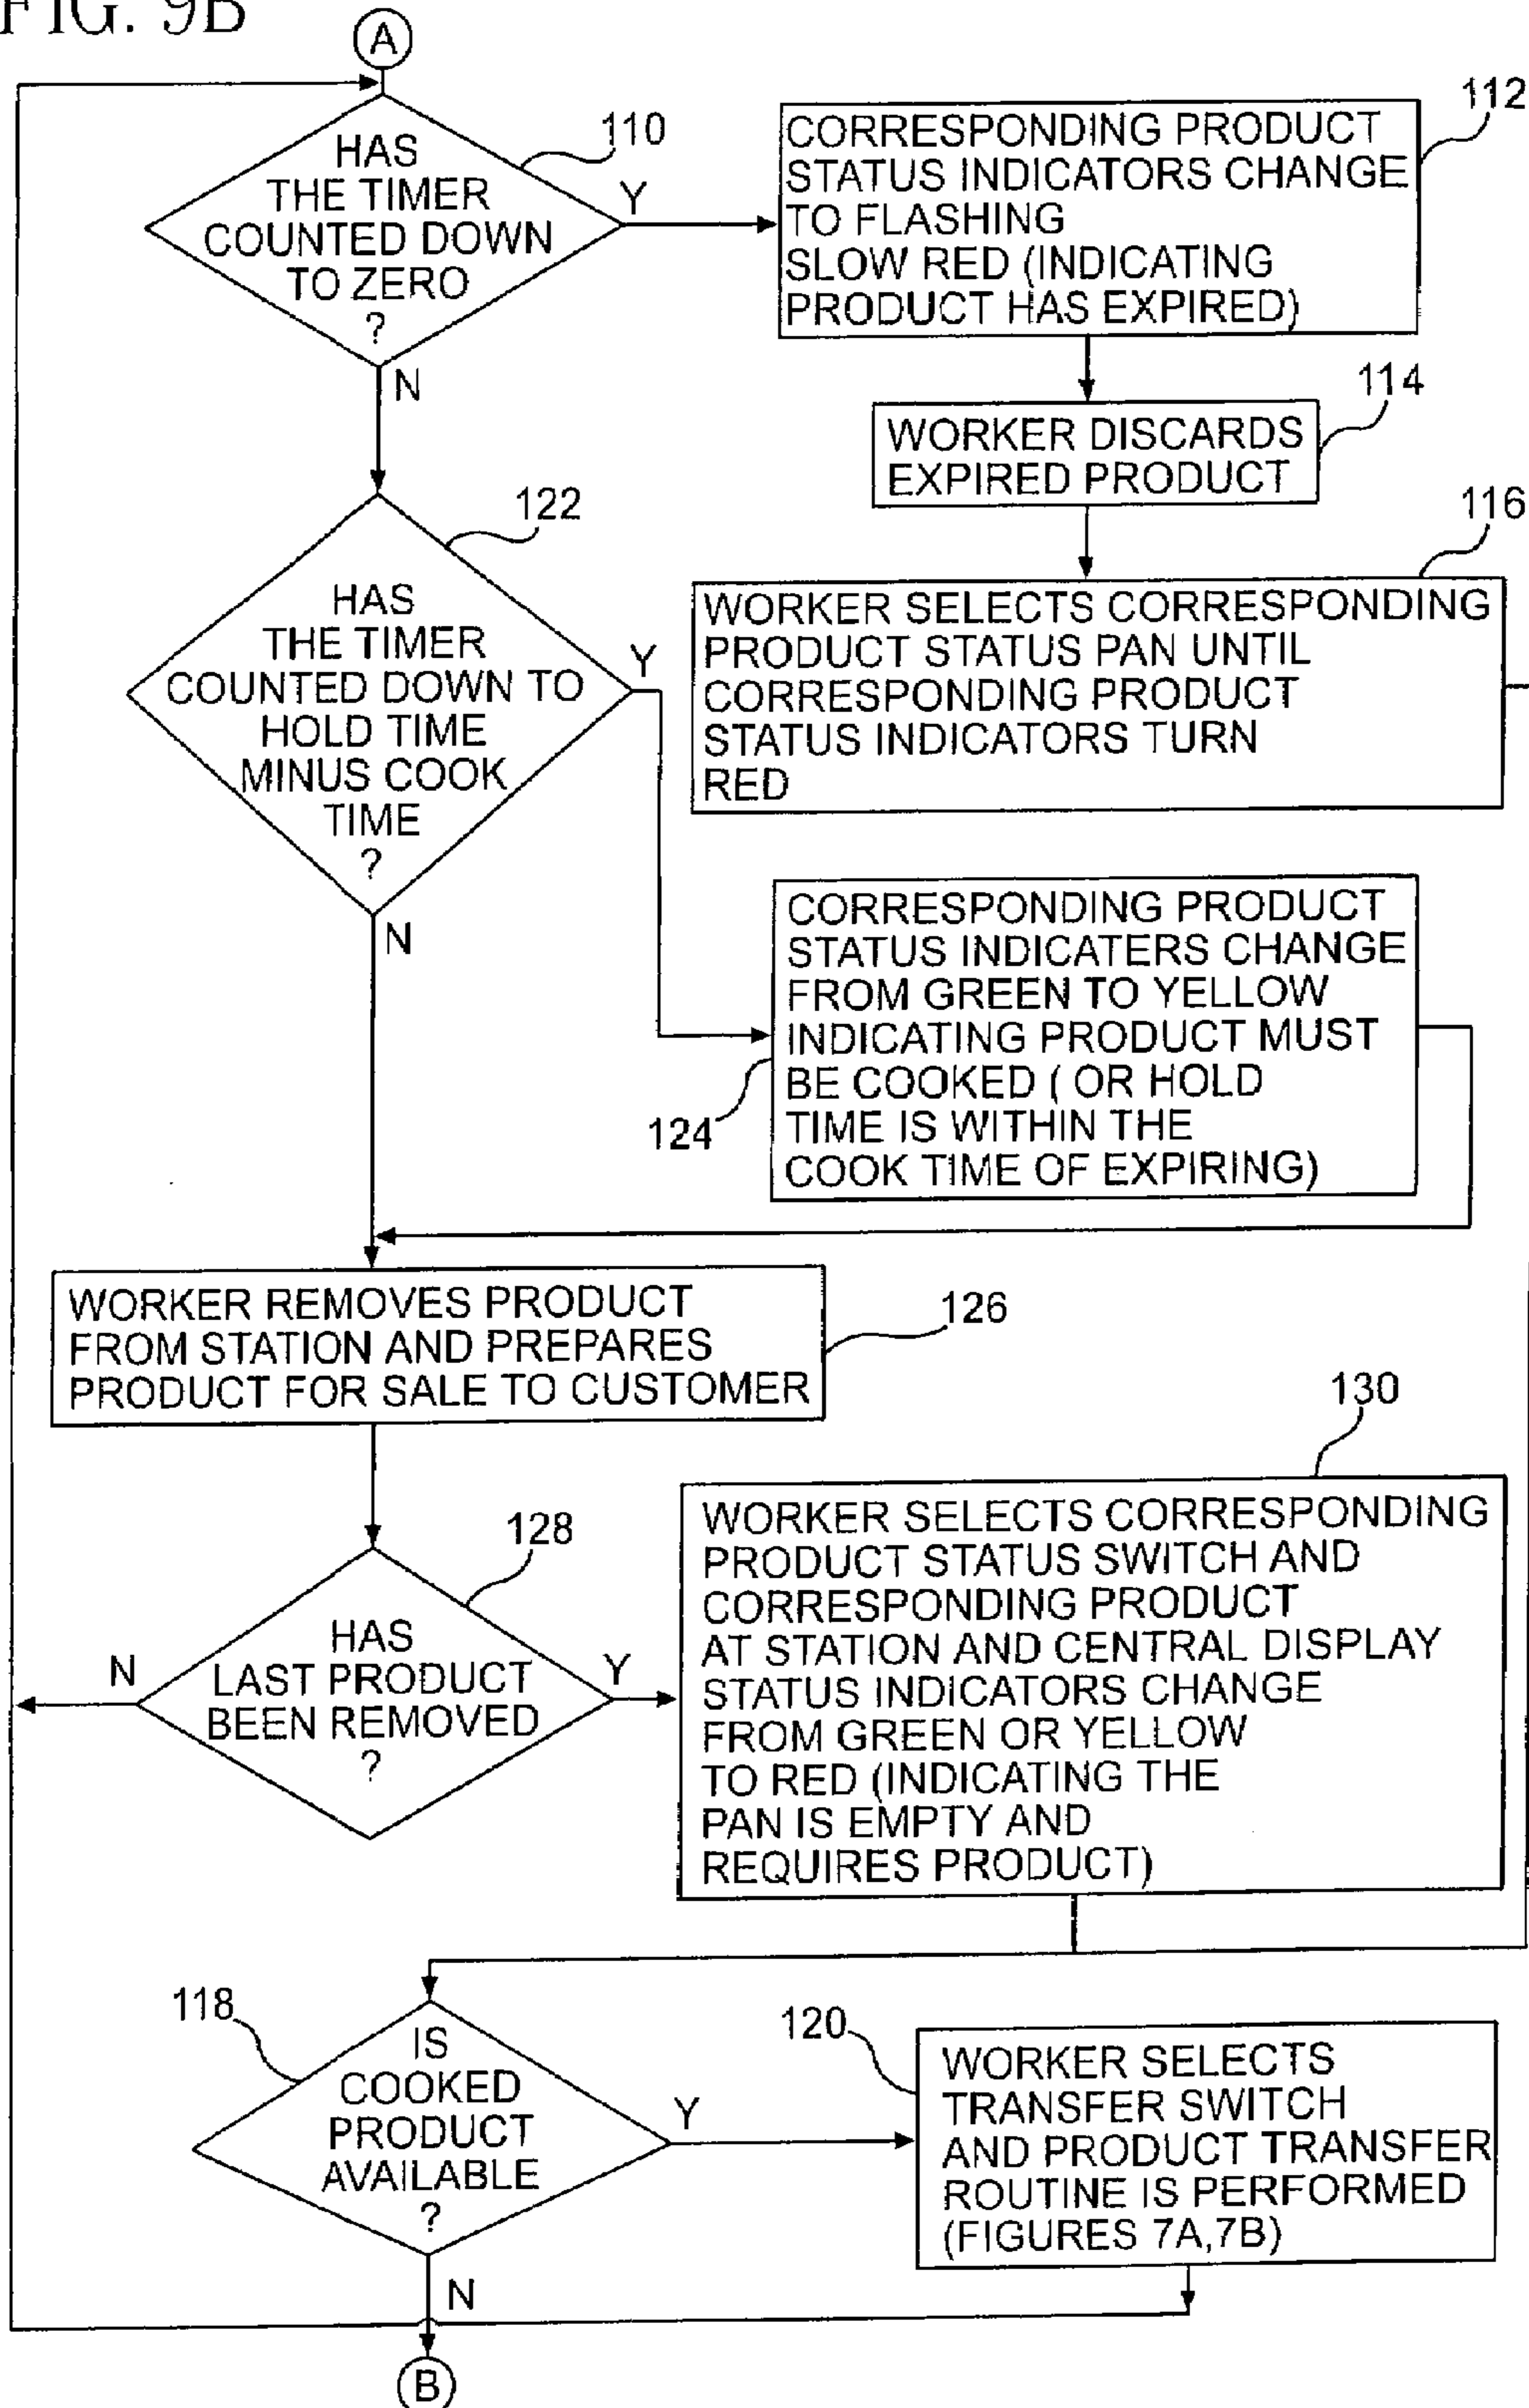 FIG. 9B
A
HAS
THE TIMER
COUNTED DOWN
TO ZERO
?
110
Y
N
CORRESPONDING PRODUCT
STATUS INDICATORS CHANGE
TO FLASHING
SLOW RED (INDICATING
PRODUCT HAS EXPIRED)
112
WORKER DISCARDS
EXPIRED PRODUCT
114
WORKER SELECTS CORRESPONDING
PRODUCT STATUS PAN UNTIL
CORRESPONDING PRODUCT
STATUS INDICATORS TURN
RED
116
HAS
THE TIMER
COUNTED DOWN TO
HOLD TIME
MINUS COOK
TIME
?
122
Y
N
CORRESPONDING PRODUCT
STATUS INDICATERS CHANGE
FROM GREEN TO YELLOW
INDICATING PRODUCT MUST
BE COOKED ( OR HOLD
TIME IS WITHIN THE
COOK TIME OF EXPIRING)
124
WORKER REMOVES PRODUCT
FROM STATION AND PREPARES
PRODUCT FOR SALE TO CUSTOMER
126
HAS
LAST PRODUCT
BEEN REMOVED
?
128
N
Y
WORKER SELECTS CORRESPONDING
PRODUCT STATUS SWITCH AND
CORRESPONDING PRODUCT
AT STATION AND CENTRAL DISPLAY
STATUS INDICATORS CHANGE
FROM GREEN OR YELLOW
TO RED (INDICATING THE
PAN IS EMPTY AND
REQUIRES PRODUCT)
130
IS
COOKED
PRODUCT
AVAILABLE
?
118
Y
N
WORKER SELECTS
TRANSFER SWITCH
AND PRODUCT TRANSFER
ROUTINE IS PERFORMED
(FIGURES 7A,7B)
120
B